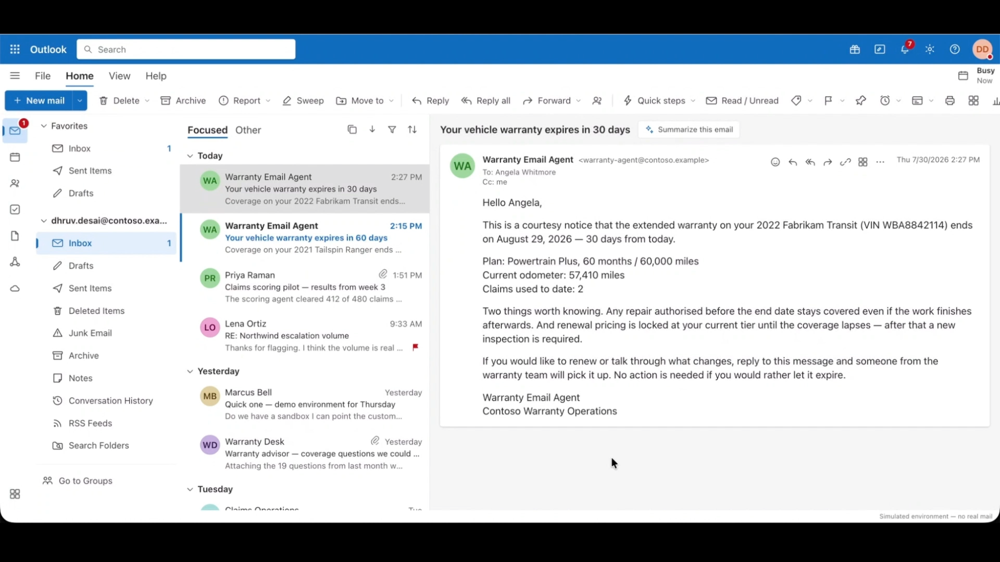 Outlook
Search
7
DD
File
Home
View
Help
Busy
Now
New mail
Delete
Archive
Report
Sweep
Move to
Reply
Reply all
Forward
Quick steps
Read / Unread
1
Favorites
Inbox 1
Sent Items
Drafts
dhruv.desai@contoso.exa...
Inbox 1
Drafts
Sent Items
Deleted Items
Junk Email
Archive
Notes
Conversation History
RSS Feeds
Search Folders
Go to Groups
Focused Other
Today
WA
Warranty Email Agent 2:27 PM
Your vehicle warranty expires in 30 days
Coverage on your 2022 Fabrikam Transit ends...
WA
Warranty Email Agent 2:15 PM
Your vehicle warranty expires in 60 days
Coverage on your 2021 Tailspin Ranger ends ...
PR
Priya Raman 1:51 PM
Claims scoring pilot — results from week 3
The scoring agent cleared 412 of 480 claims ...
LO
Lena Ortiz 9:33 AM
RE: Northwind escalation volume
Thanks for flagging. I think the volume is real ...
Yesterday
MB
Marcus Bell Yesterday
Quick one — demo environment for Thursday
Do we have a sandbox I can point the custom...
WD
Warranty Desk Yesterday
Warranty advisor — coverage questions we could ...
Attaching the 19 questions from last month w...
Tuesday
Claims Operations Tue
Your vehicle warranty expires in 30 days
Summarize this email
WA
Warranty Email Agent <warranty-agent@contoso.example>
Thu 7/30/2026 2:27 PM
To: Angela Whitmore
Cc: me
Hello Angela,
This is a courtesy notice that the extended warranty on your 2022 Fabrikam Transit (VIN WBA8842114) ends
on August 29, 2026 — 30 days from today.
Plan: Powertrain Plus, 60 months / 60,000 miles
Current odometer: 57,410 miles
Claims used to date: 2
Two things worth knowing. Any repair authorised before the end date stays covered even if the work finishes
afterwards. And renewal pricing is locked at your current tier until the coverage lapses — after that a new
inspection is required.
If you would like to renew or talk through what changes, reply to this message and someone from the
warranty team will pick it up. No action is needed if you would rather let it expire.
Warranty Email Agent
Contoso Warranty Operations
Simulated environment — no real mail